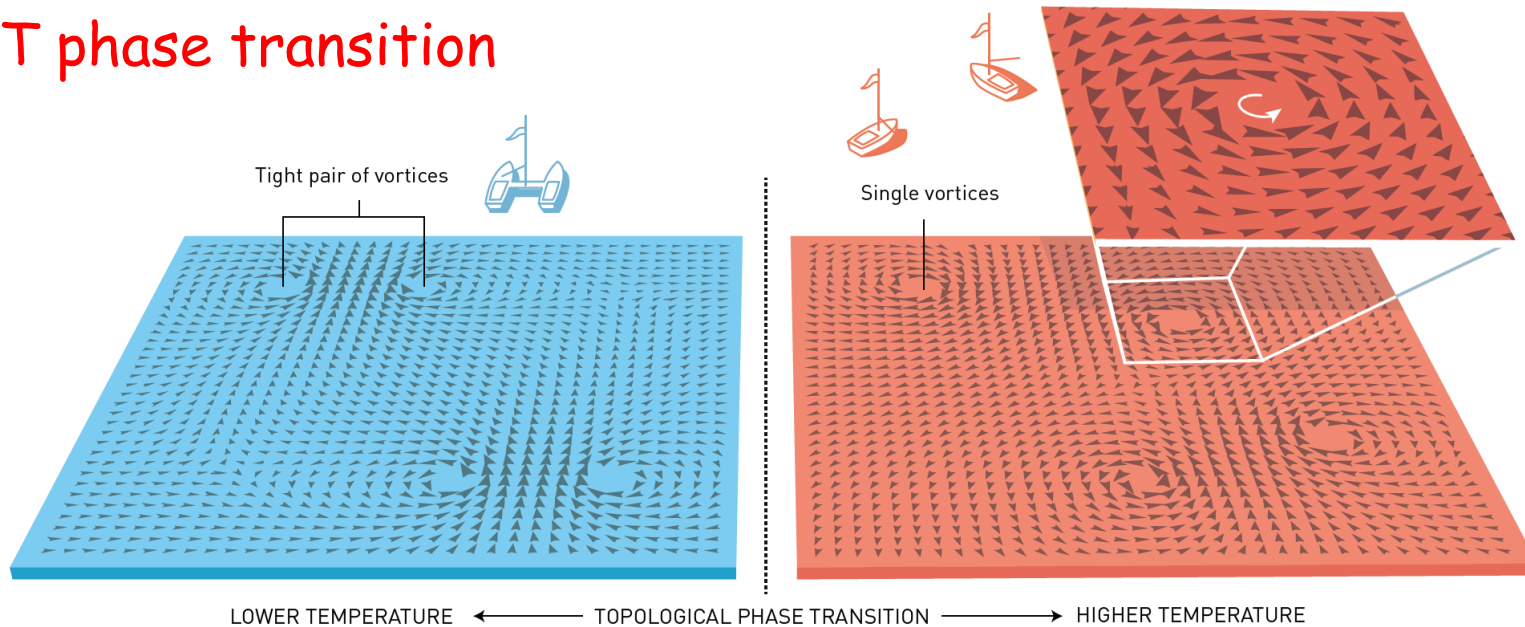 T phase transition
Tight pair of vortices
Single vortices
LOWER TEMPERATURE
TOPOLOGICAL PHASE TRANSITION
HIGHER TEMPERATURE